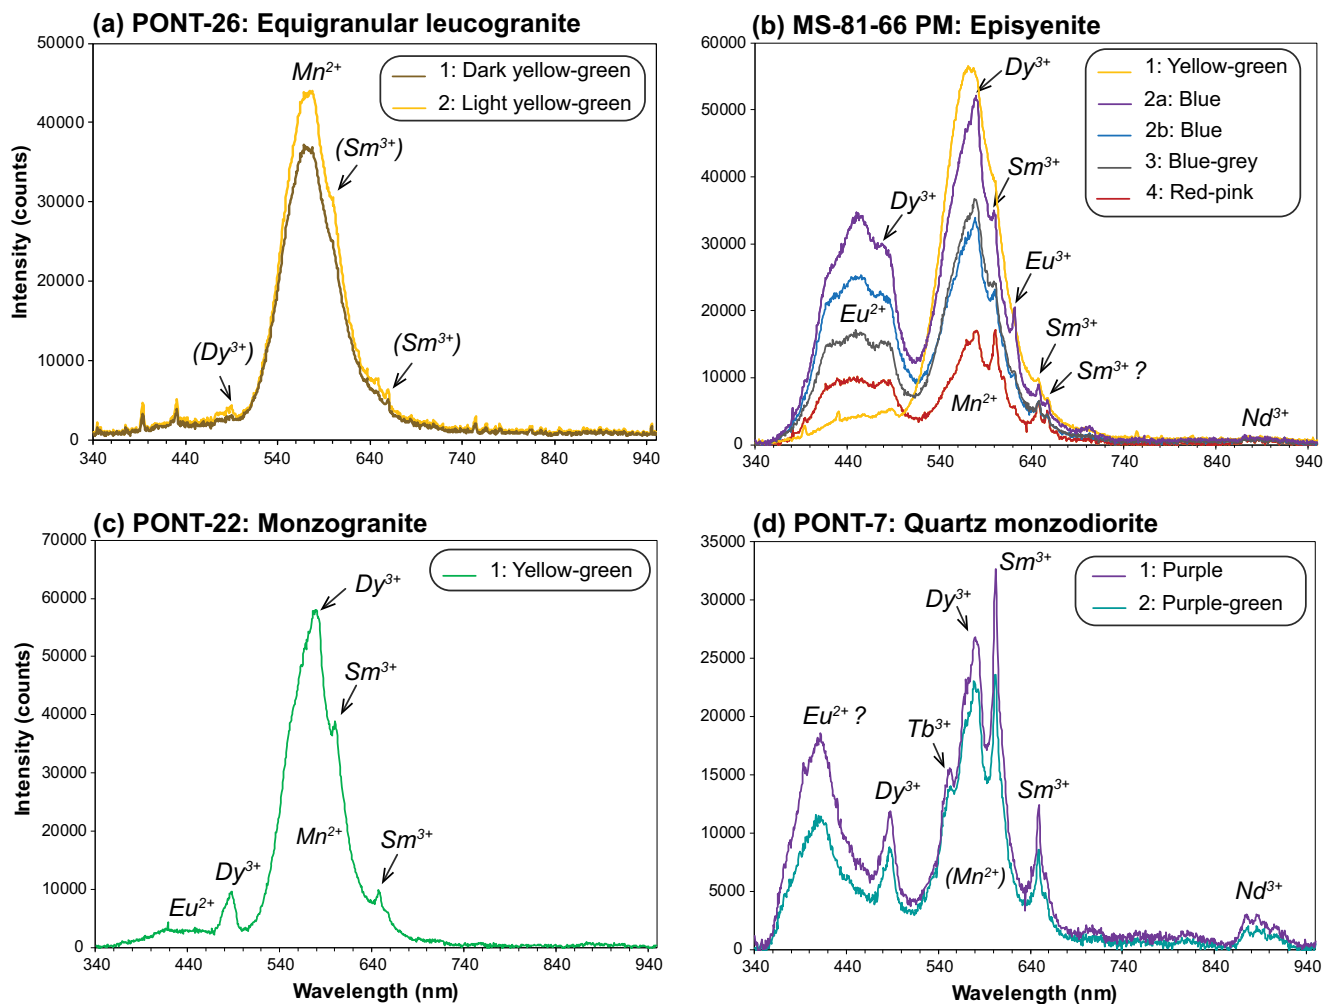 (a) PONT-26: Equigranular leucogranite
50000
40000
30000
20000
10000
0
Intensity (counts)
Mn2+
1: Dark yellow-green
2: Light yellow-green
(Sm3+)
(Dy3+)
(Sm3+)
340 440 540 640 740 840 940
(b) MS-81-66 PM: Episyenite
60000
50000
40000
30000
20000
10000
0
Dy3+
1: Yellow-green
2a: Blue
2b: Blue
3: Blue-grey
4: Red-pink
Sm3+
Dy3+
Eu3+
Eu2+
Sm3+
Sm3+ ?
Mn2+
Nd3+
340 440 540 640 740 840 940
(c) PONT-22: Monzogranite
70000
60000
50000
40000
30000
20000
10000
0
Intensity (counts)
1: Yellow-green
Dy3+
Sm3+
Mn2+
Sm3+
Dy3+
Eu2+
340 440 540 640 740 840 940
Wavelength (nm)
(d) PONT-7: Quartz monzodiorite
35000
30000
25000
20000
15000
10000
5000
0
Sm3+
1: Purple
2: Purple-green
Dy3+
Eu2+ ?
Tb3+
Dy3+
Sm3+
(Mn2+)
Nd3+
340 440 540 640 740 840 940
Wavelength (nm)